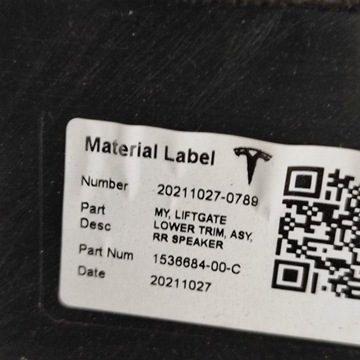 Material Label
Number 20211027-0789
Part Desc MY, LIFTGATE
LOWER TRIM, ASY,
RR SPEAKER
Part Num 1536684-00-C
Date 20211027